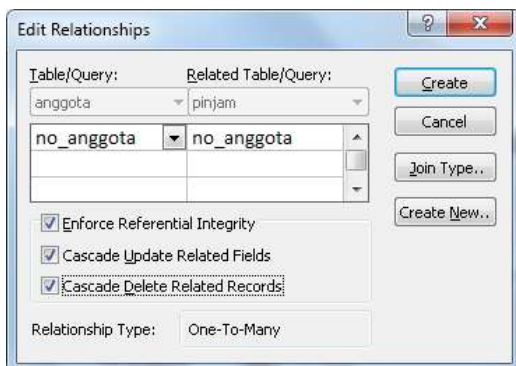 Edit Relationships
Table/Query: Related Table/Query:
anggota pinjam
no_anggota no_anggota
Enforce Referential Integrity
Cascade Update Related Fields
Cascade Delete Related Records
Relationship Type: One-To-Many
Create
Cancel
Join Type..
Create New..